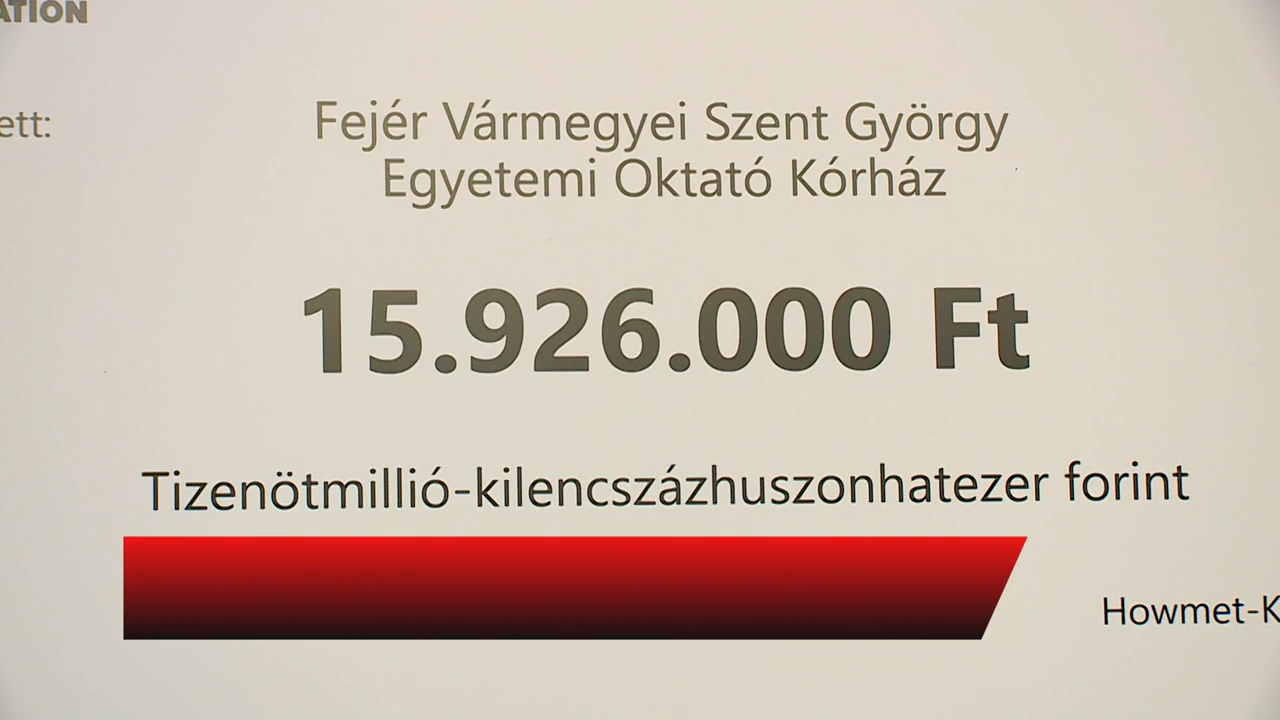 ATION
ett:
Fejér Vármegyei Szent György
Egyetemi Oktató Kórház
15.926.000 Ft
Tizenötmillió-kilencszázhuszonhatezer forint
Howmet-K